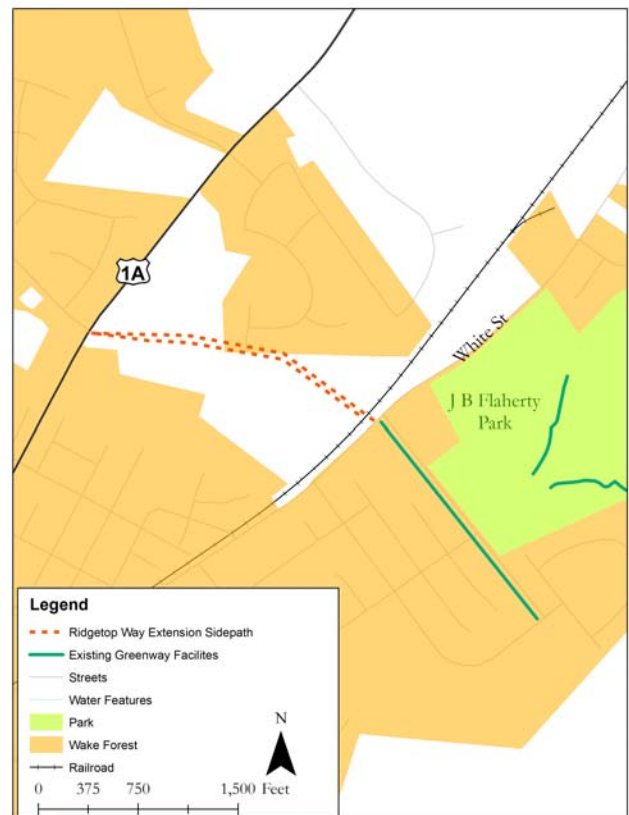 1A
White St
J B Flaherty
Park
Legend
Ridgetop Way Extension Sidepath
Existing Greenway Facilites
Streets
Water Features
Park
Wake Forest
Railroad
N
0 375 750 1,500 Feet